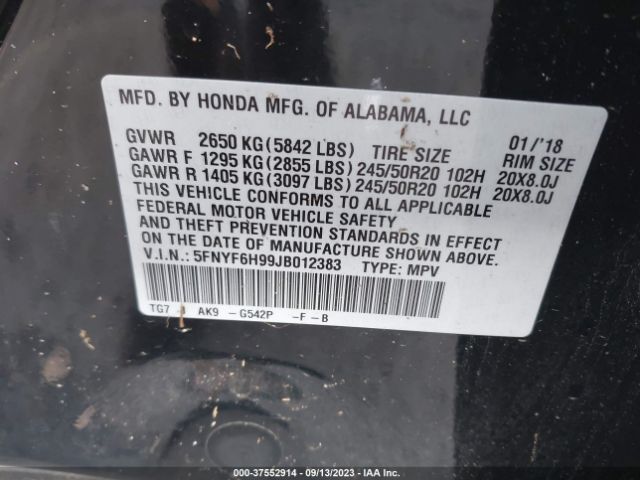 MFD. BY HONDA MFG. OF ALABAMA, LLC
GVWR 2650 KG(5842 LBS) TIRE SIZE 01/'18 RIM SIZE
GAWR F 1295 KG(2855 LBS)245/50R20 102H 20X8.0J
GAWR R 1405 KG(3097 LBS)245/50R20 102H 20X8.0J
THIS VEHICLE CONFORMS TO ALL APPLICABLE
FEDERAL MOTOR VEHICLE SAFETY
AND THEFT PREVENTION STANDARDS IN EFFECT
ON THE DATE OF MANUFACTURE SHOWN ABOVE.
V.I.N.: 5FNYF6H99JB012383 TYPE: MPV
TG7 AK9 -G542P -F-B
000-37552914 09/13/2023 IAA Inc.